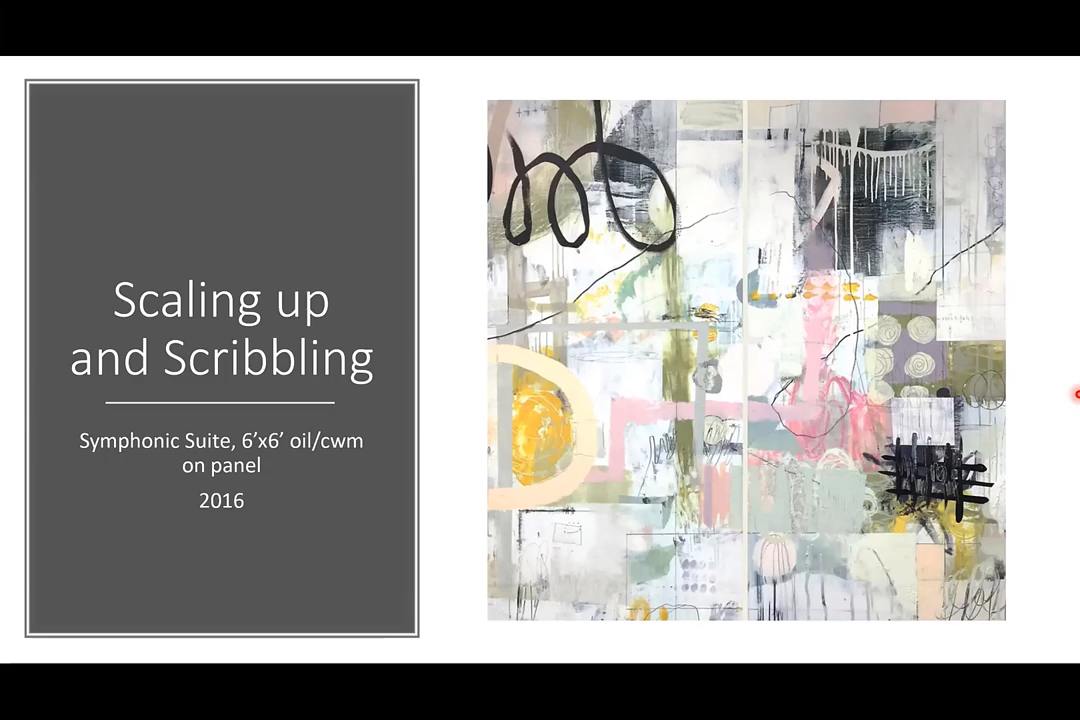 Scaling up
and Scribbling
Symphonic Suite, 6’x6’ oil/cwm
on panel
2016